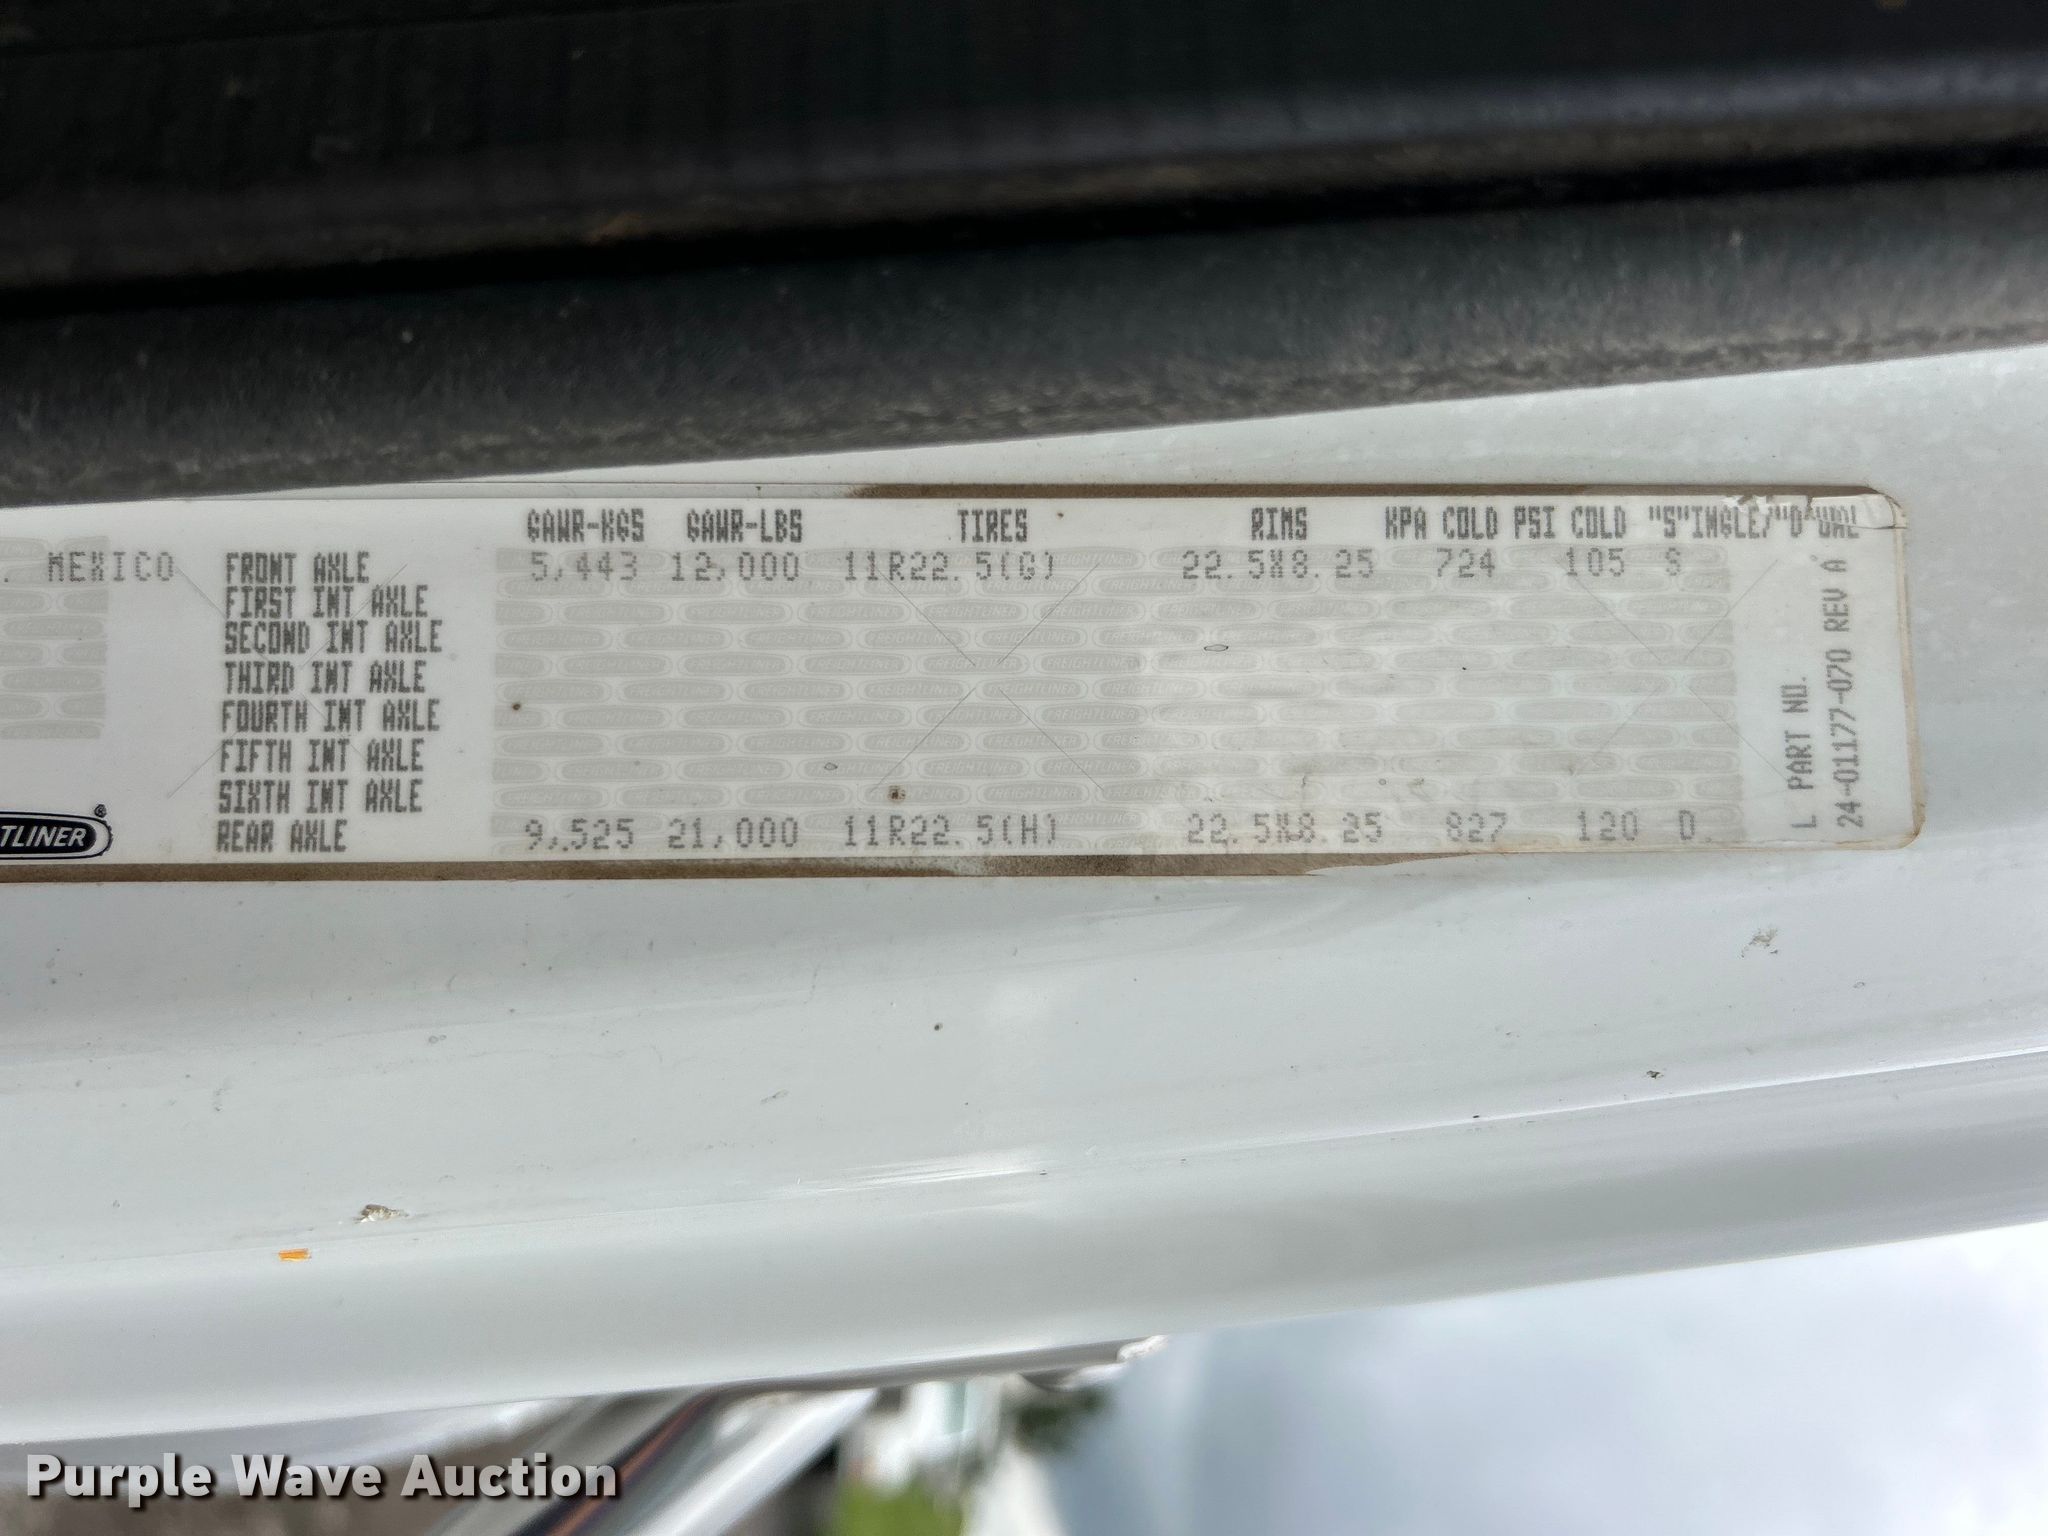 GAWR-KGS GAWR-LBS TIRES RIMS KPA COLD PSI COLD "S"INGLE/"D"UAL
. MEXICO FRONT AXLE 5,443 12,000 11R22.5(G) 22.5X8.25 724 105 S
FIRST INT AXLE
SECOND INT AXLE
THIRD INT AXLE
FOURTH INT AXLE
FIFTH INT AXLE
SIXTH INT AXLE
TLINER® REAR AXLE 9,525 21,000 11R22.5(H) 22.5X8.25 827 120 D.
L PART NO.
24-01177-070 REV A
Purple Wave Auction